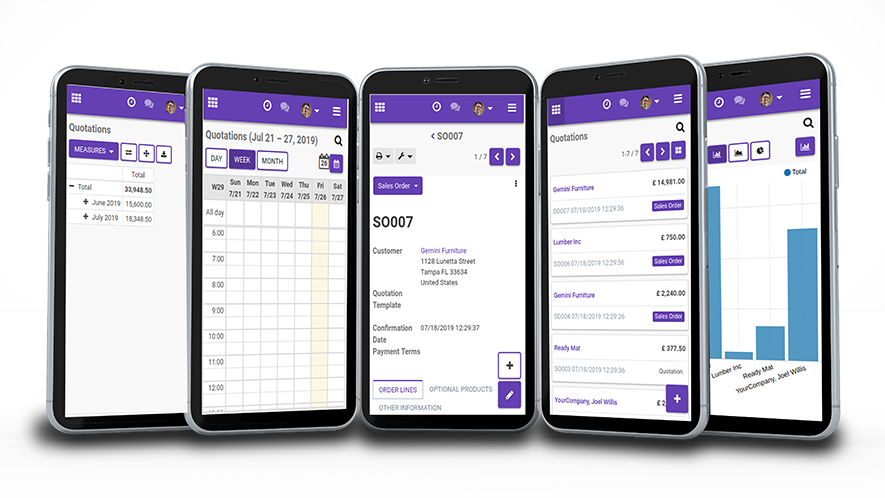 Quotations
MEASURES
Total
Total 33,948.50
June 2019 15,600.00
July 2019 18,348.50
Quotations (Jul 21 – 27, 2019)
DAY WEEK MONTH
26
W29 Sun 7/21 Mon 7/22 Tue 7/23 Wed 7/24 Thu 7/25 Fri 7/26 Sat 7/27
All day
6:00
7:00
8:00
9:00
10:00
11:00
12:00
SO007
1 / 7
Sales Order
SO007
Customer Gemini Furniture
1128 Lunetta Street
Tampa FL 33634
United States
Quotation
Template
Confirmation 07/18/2019 12:29:37
Date
Payment Terms
ORDER LINES OPTIONAL PRODUCTS
OTHER INFORMATION
Quotations
1-7 / 7
Gemini Furniture £ 14,981.00
SO007 07/18/2019 12:29:36 Sales Order
Lumber Inc £ 750.00
SO006 07/18/2019 12:29:36 Sales Order
Gemini Furniture £ 2,240.00
SO004 07/18/2019 12:29:36 Sales Order
Ready Mat £ 377.50
SO003 07/18/2019 12:29:36 Quotation
YourCompany, Joel Willis
Total
Lumber Inc
Ready Mat
YourCompany, Joel Willis